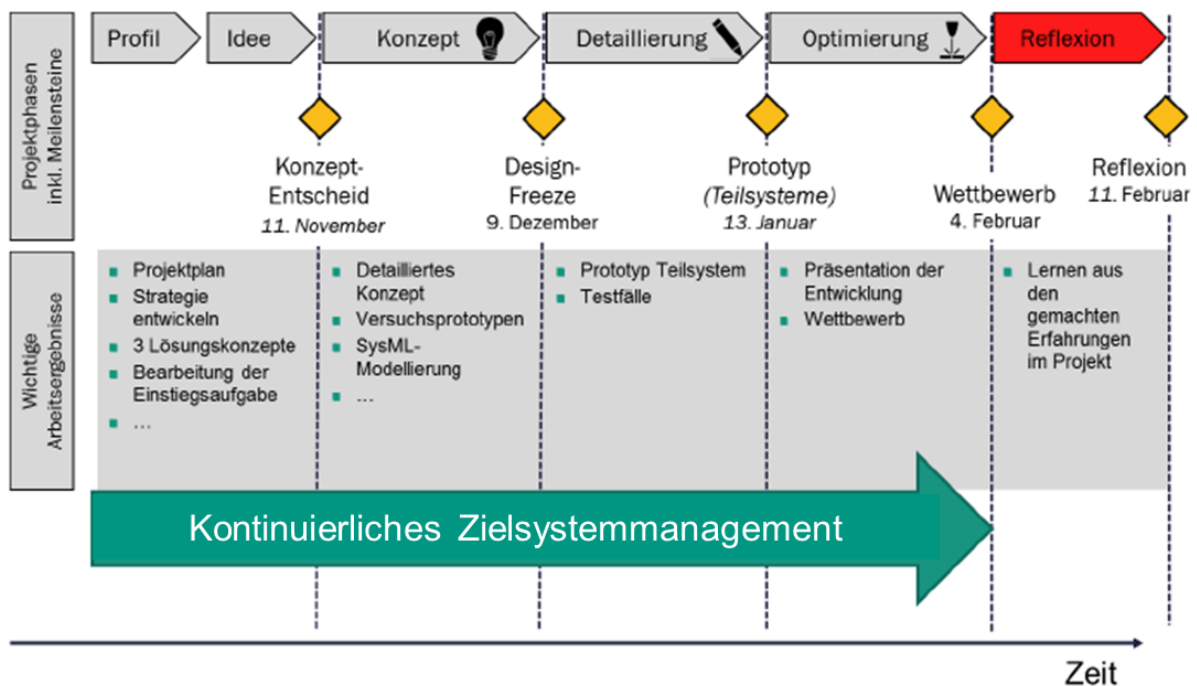 Projektphasen
inkl. Meilensteine
Profil
Idee
Konzept
Detaillierung
Optimierung
Reflexion
Konzept-
Entscheid
11. November
Design-
Freeze
9. Dezember
Prototyp
(Teilsysteme)
13. Januar
Wettbewerb
4. Februar
Reflexion
11. Februar
Wichtige
Arbeitsergebnisse
Projektplan
Strategie
entwickeln
3 Lösungskonzepte
Bearbeitung der
Einstiegsaufgabe
...
Detailliertes
Konzept
Versuchsprototypen
SysML-
Modellierung
...
Prototyp Teilsystem
Testfälle
Präsentation der
Entwicklung
Wettbewerb
Lernen aus
den
gemachten
Erfahrungen
im Projekt
Kontinuierliches Zielsystemmanagement
Zeit